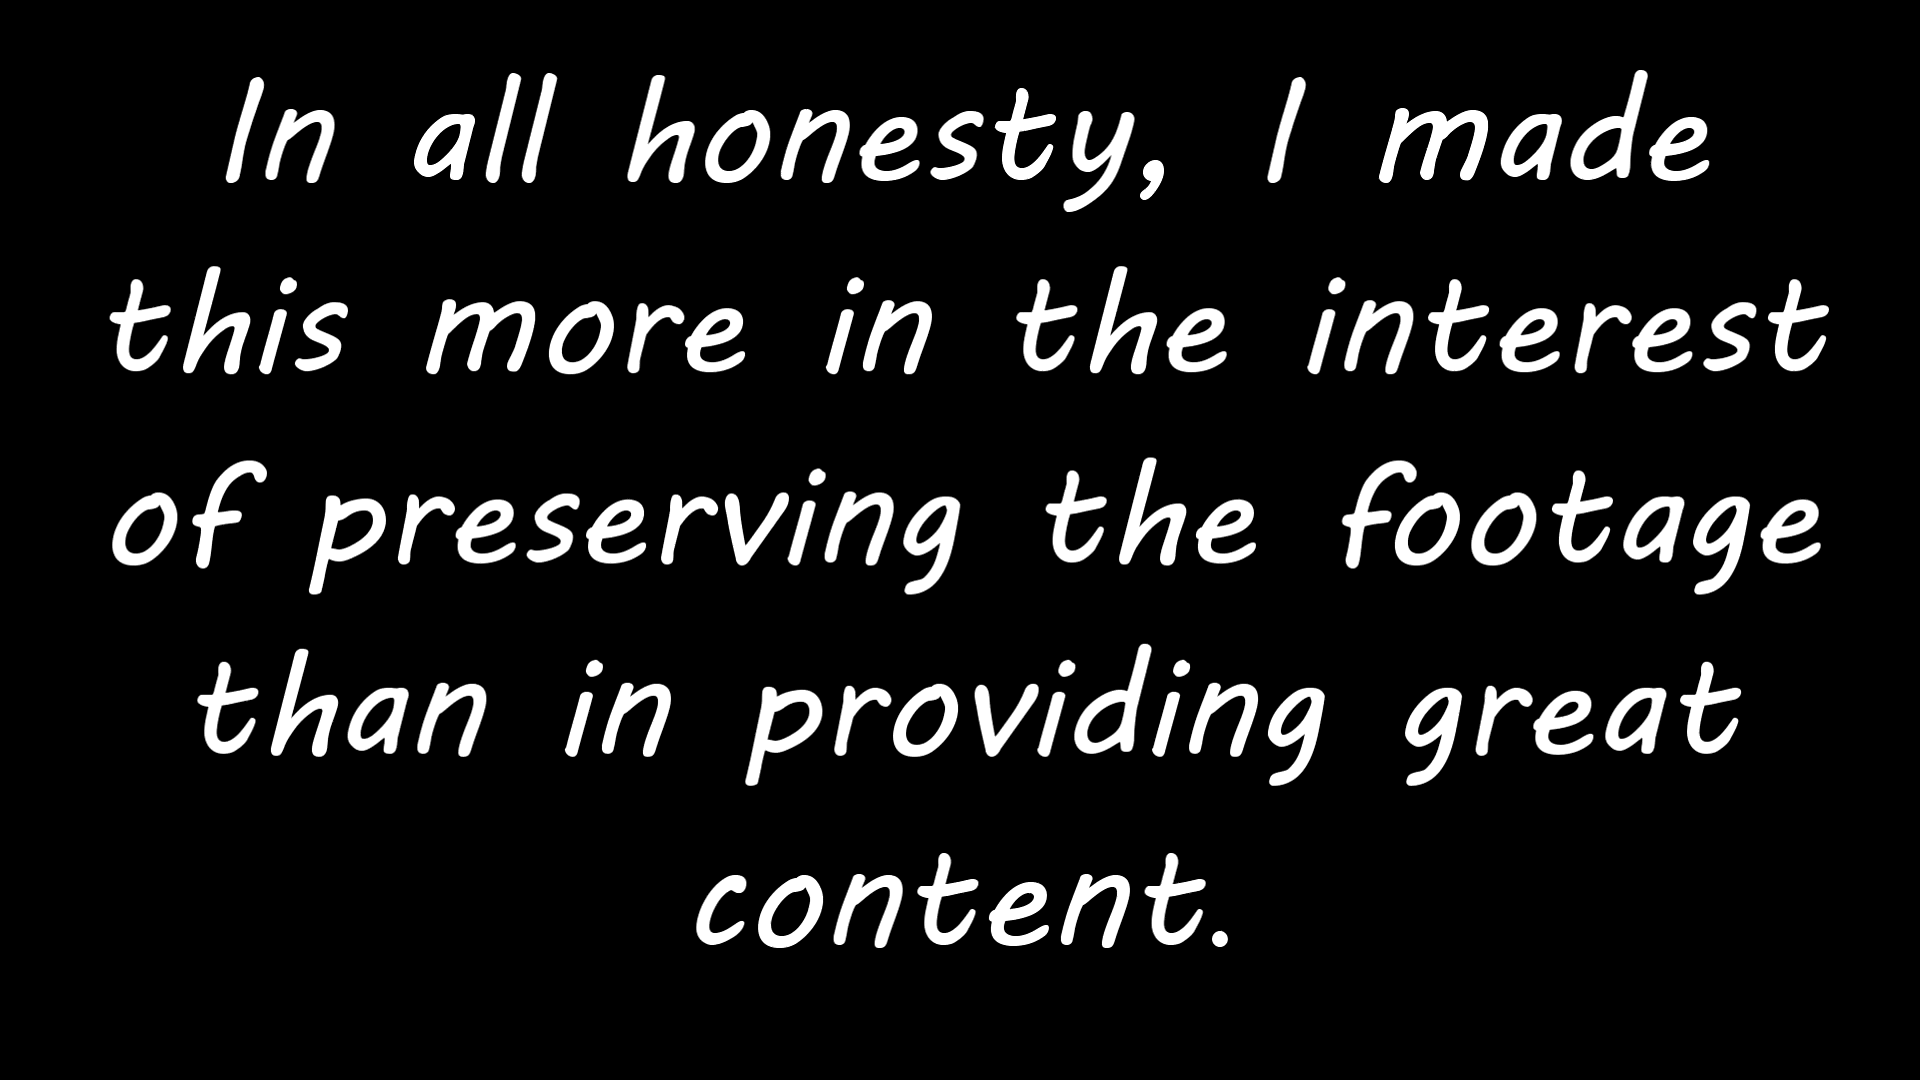 In all honesty, I made
this more in the interest
of preserving the footage
than in providing great
content.